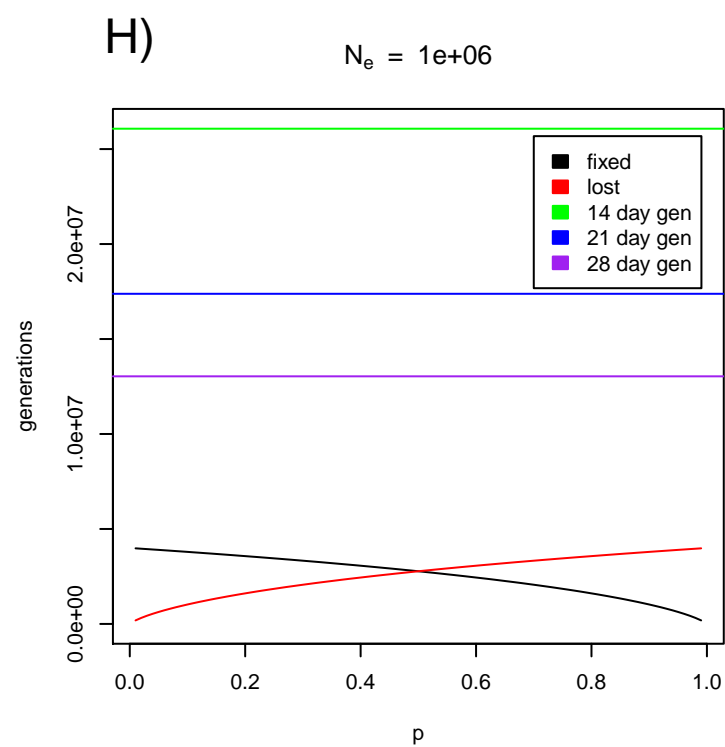 H)
Nₑ = 1e+06
fixed
lost
14 day gen
21 day gen
28 day gen
generations
2.0e+07
1.0e+07
0.0e+00
0.0 0.2 0.4 0.6 0.8 1.0
p